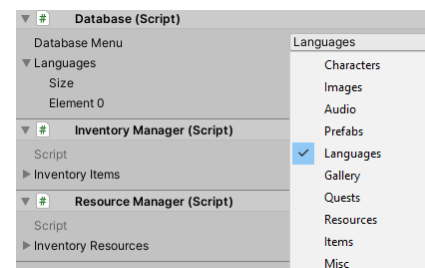 # Database (Script)
Database Menu Languages
Languages
Size
Element 0
# Inventory Manager (Script)
Script
Inventory Items
# Resource Manager (Script)
Script
Inventory Resources
Characters
Images
Audio
Prefabs
Languages
Gallery
Quests
Resources
Items
Misc